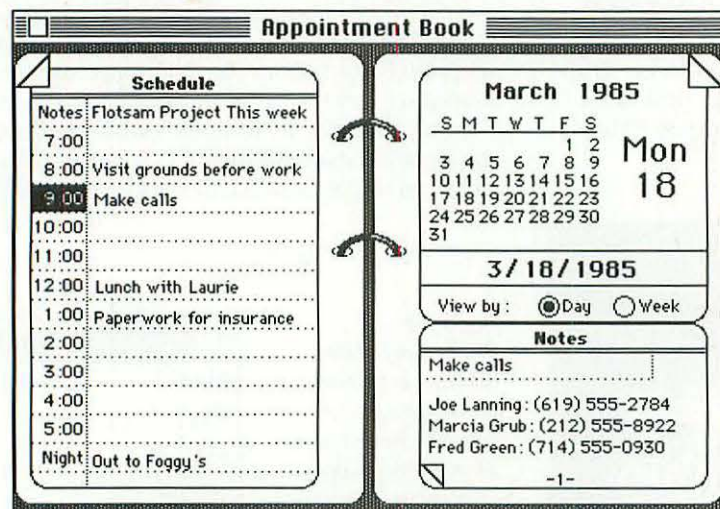 Appointment Book
Schedule
Notes Flotsam Project This week
7:00
8:00 Visit grounds before work
9:00 Make calls
10:00
11:00
12:00 Lunch with Laurie
1:00 Paperwork for insurance
2:00
3:00
4:00
5:00
Night Out to Foggy's
March 1985
S M T W T F S
1 2
3 4 5 6 7 8 9
10 11 12 13 14 15 16
17 18 19 20 21 22 23
24 25 26 27 28 29 30
31
Mon
18
3/18/1985
View by: Day Week
Notes
Make calls
Joe Lanning: (619) 555-2784
Marcia Grub: (212) 555-8922
Fred Green: (714) 555-0930
-1-